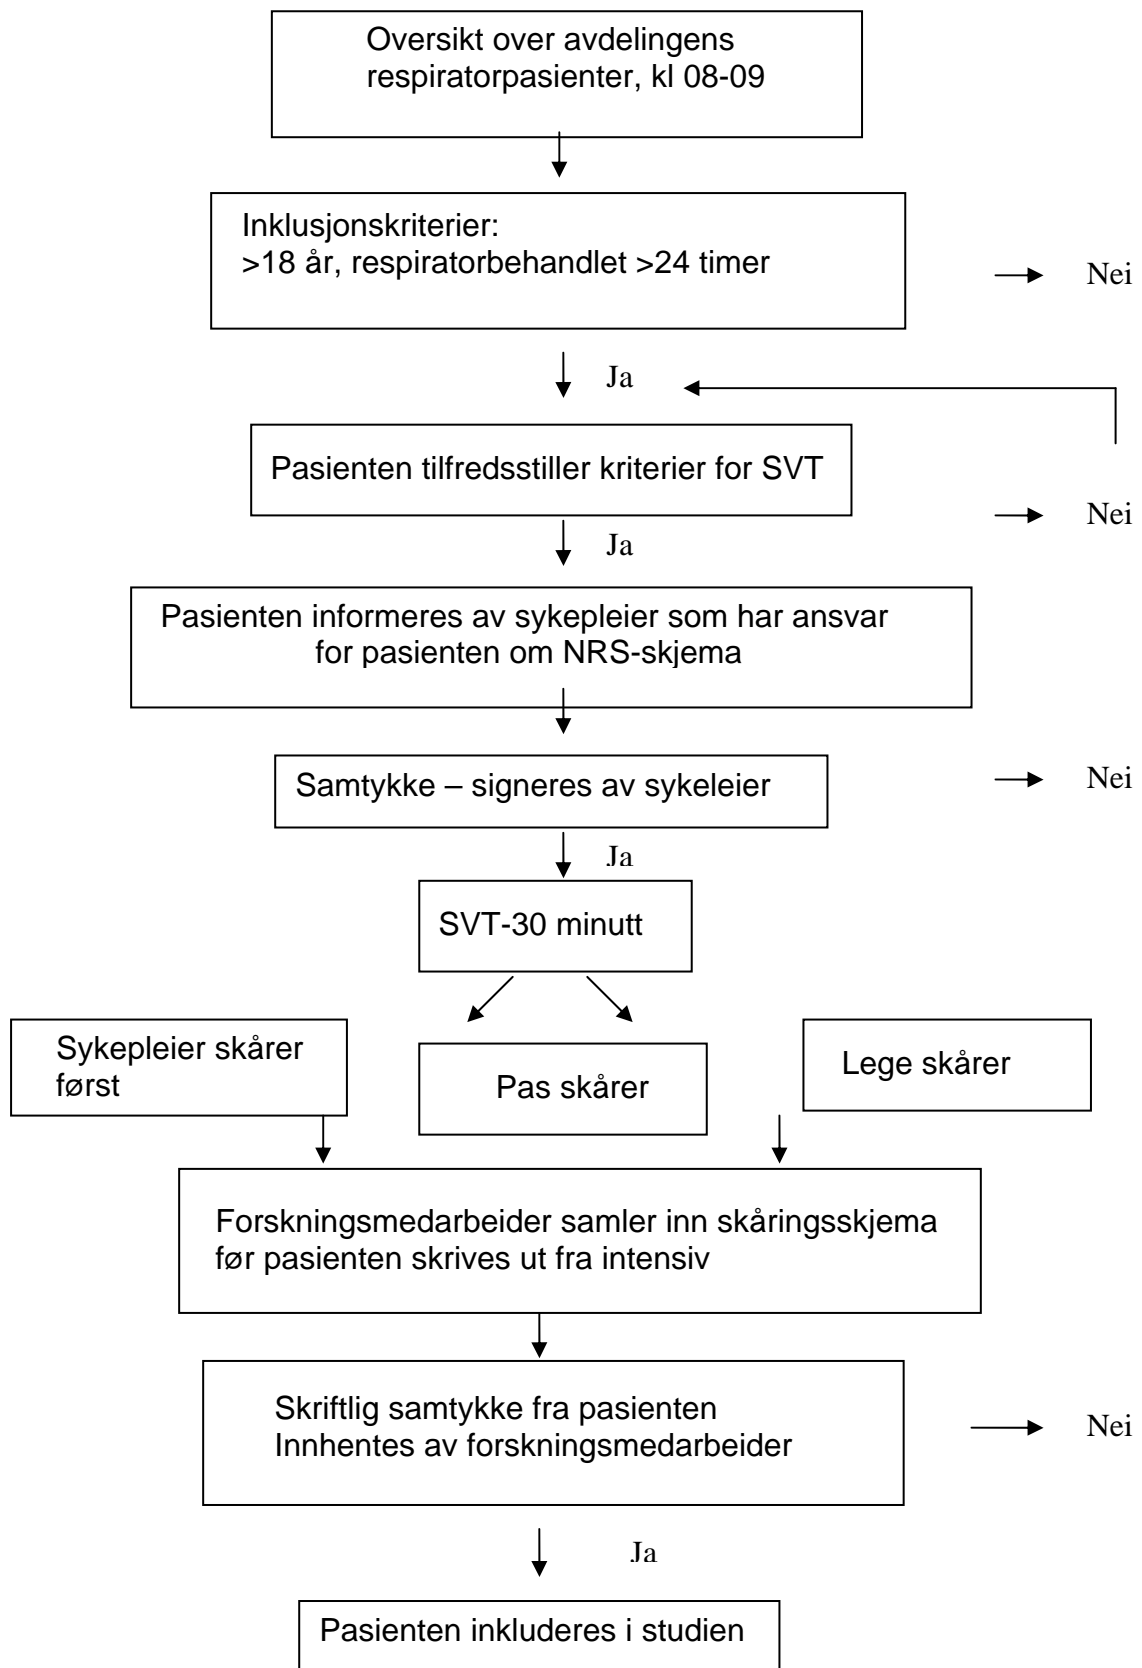 Oversikt over avdelingens
respiratorpasienter, kl 08-09
Inklusjonskriterier:
>18 år, respiratorbehandlet >24 timer
Nei
Ja
Pasienten tilfredsstiller kriterier for SVT
Nei
Ja
Pasienten informeres av sykepleier som har ansvar
for pasienten om NRS-skjema
Samtykke – signeres av sykeleier
Nei
Ja
SVT-30 minutt
Sykepleier skårer
først
Pas skårer
Lege skårer
Forskningsmedarbeider samler inn skåringsskjema
før pasienten skrives ut fra intensiv
Skriftlig samtykke fra pasienten
Innhentes av forskningsmedarbeider
Nei
Ja
Pasienten inkluderes i studien